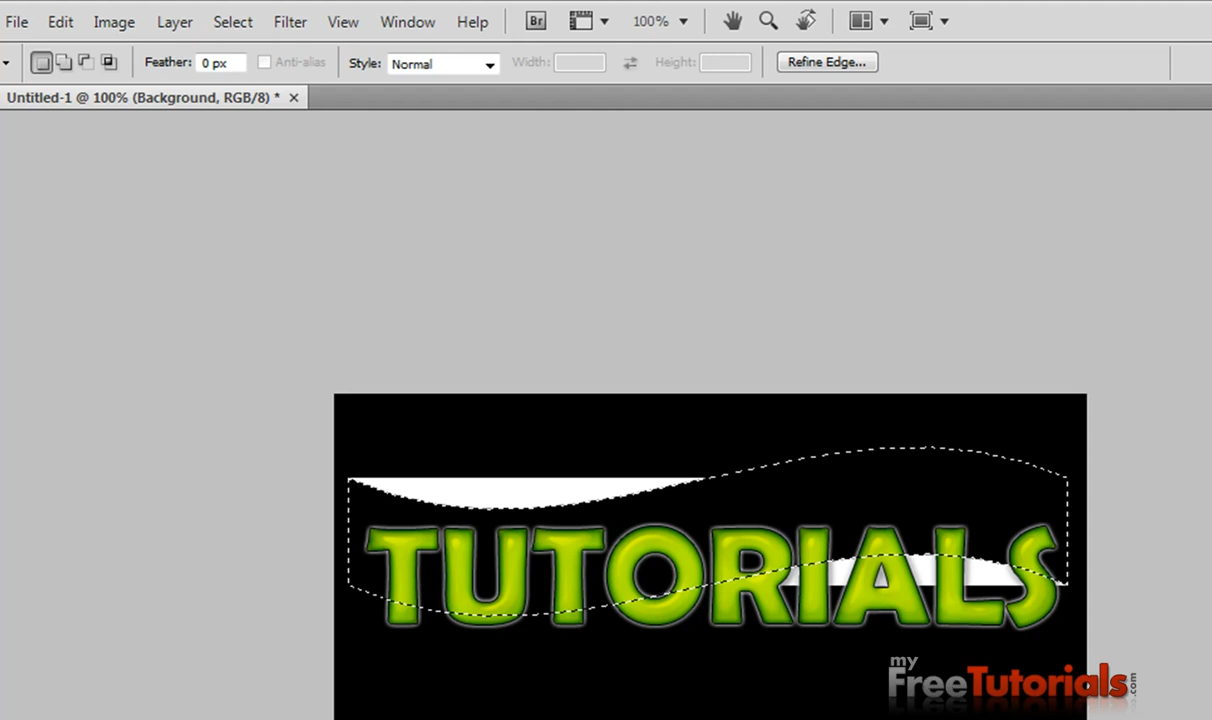 File Edit Image Layer Select Filter View Window Help Br 100%
Feather: 0 px Anti-alias Style: Normal Width: Height: Refine Edge...
Untitled-1 @ 100% (Background, RGB/8) * ×
TUTORIALS
my
FreeTutorials.com